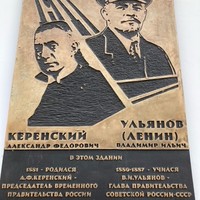 УЛЬЯНОВ
(ЛЕНИН)
ВЛАДИМИР ИЛЬИЧ
КЕРЕНСКИЙ
АЛЕКСАНДР ФЕДОРОВИЧ
В ЭТОМ ЗДАНИИ
1881 - РОДИЛСЯ
А.Ф.КЕРЕНСКИЙ -
ПРЕДСЕДАТЕЛЬ ВРЕМЕННОГО
ПРАВИТЕЛЬСТВА РОССИИ
1880-1887 - УЧИЛСЯ
В.И.УЛЬЯНОВ -
ГЛАВА ПРАВИТЕЛЬСТВА
СОВЕТСКОЙ РОССИИ-СССР